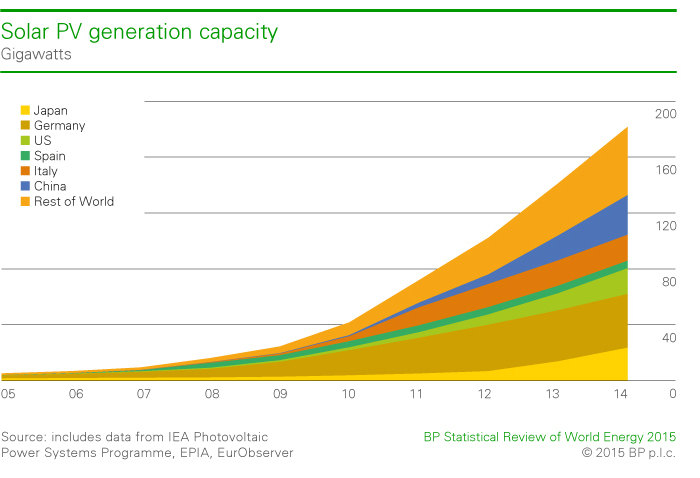 Solar PV generation capacity
Gigawatts
Japan
Germany
US
Spain
Italy
China
Rest of World
200
160
120
80
40
0
05 06 07 08 09 10 11 12 13 14
Source: includes data from IEA Photovoltaic
Power Systems Programme, EPIA, EurObserver
BP Statistical Review of World Energy 2015
© 2015 BP p.l.c.